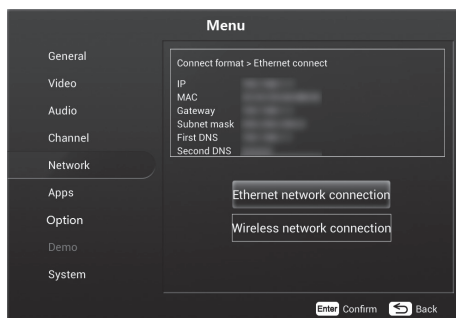 Menu
General
Video
Audio
Channel
Network
Apps
Option
Demo
System
Connect format > Ethernet connect
IP
MAC
Gateway
Subnet mask
First DNS
Second DNS
Ethernet network connection
Wireless network connection
Enter Confirm Back